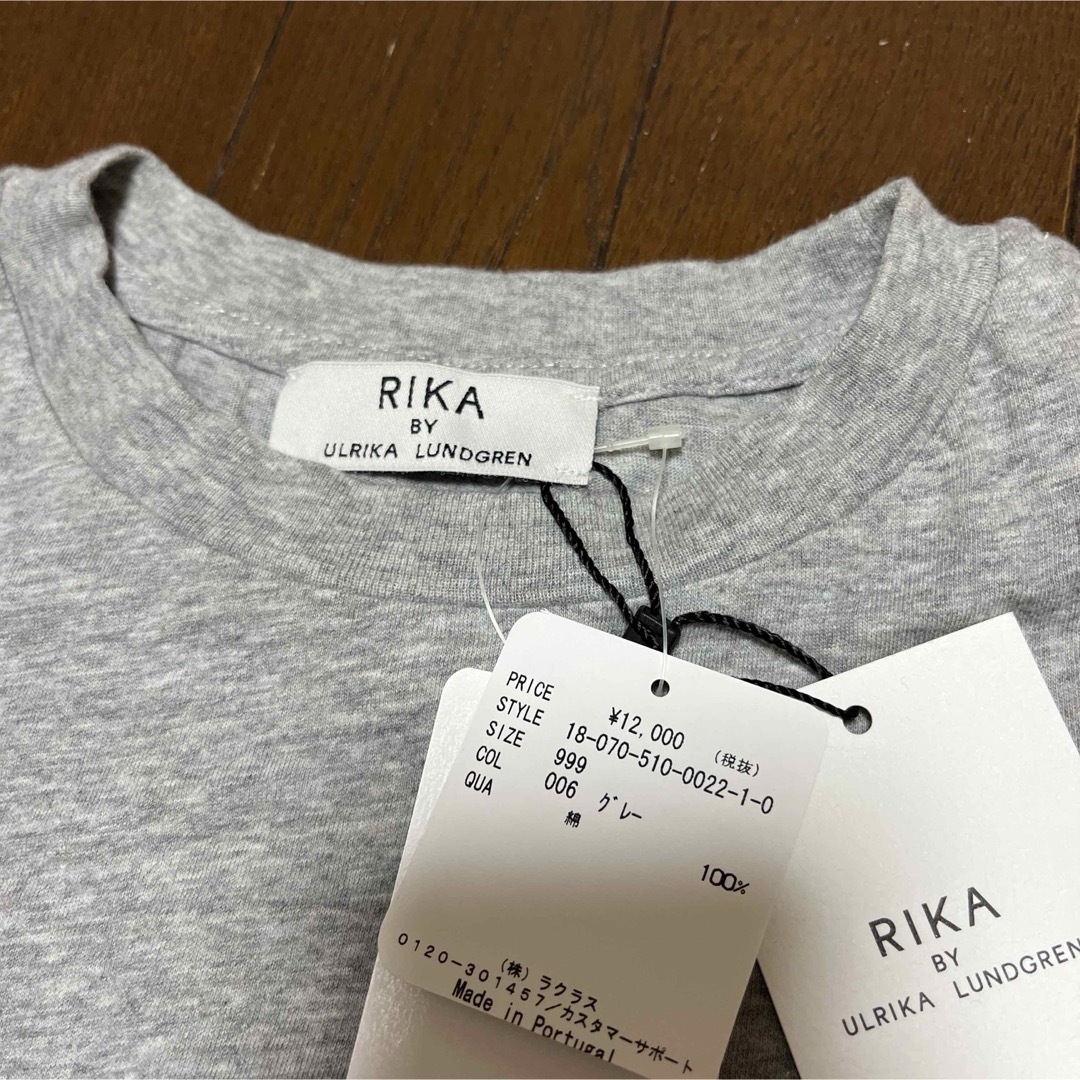 RIKA
BY
ULRIKA LUNDGREN
PRICE ¥12,000 (税抜)
STYLE 18-070-510-0022-1-0
SIZE 999
COL 006 グレー
QUA 綿
100%
(株)ラクラス
0120-301457/カスタマーサポート
Made in Portugal
RIKA
BY
ULRIKA LUNDGREN